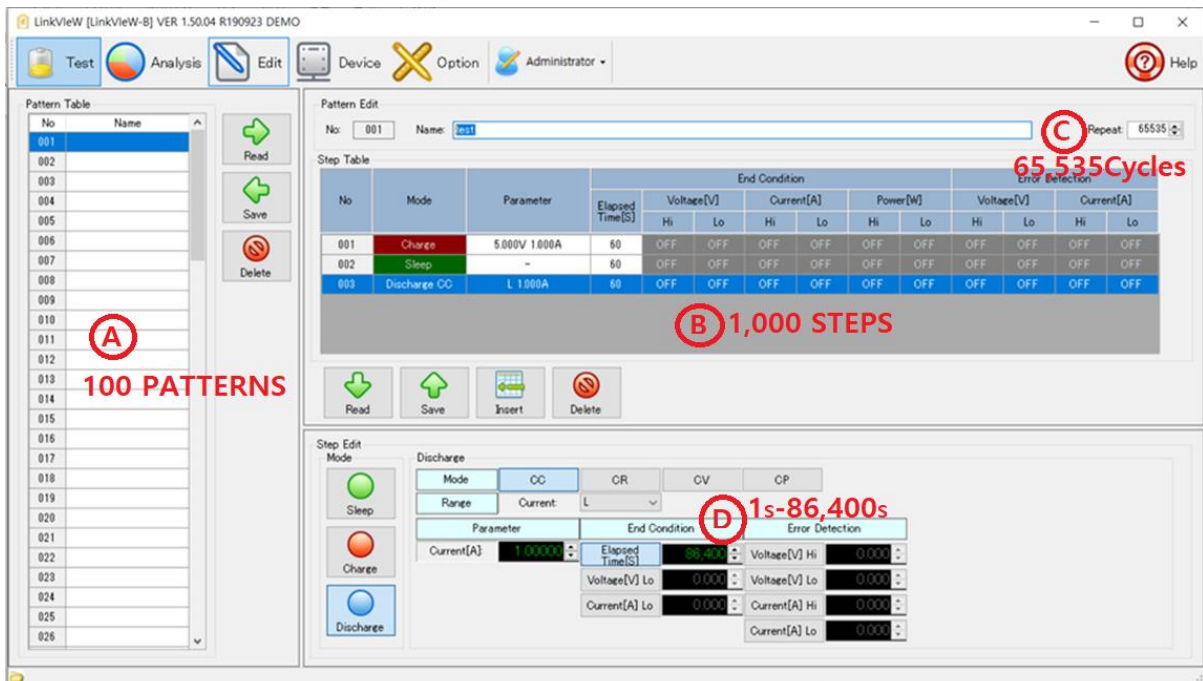 LinkVIeW [LinkVIeW-B] VER 1.50.04 R190923 DEMO
Test Analysis Edit Device Option Administrator Help
Pattern Table
No Name
001
002
003
004
005
006
007
008
009
010
011
012
013
014
015
016
017
018
019
020
021
022
023
024
025
026
A
100 PATTERNS
Read
Save
Delete
Pattern Edit
No: 001 Name: test C Repeat: 65535
65,535Cycles
Step Table
End Condition Error Detection
No Mode Parameter Elapsed Time[S] Voltage[V] Current[A] Power[W] Voltage[V] Current[A]
Hi Lo Hi Lo Hi Lo Hi Lo Hi Lo
001 Charge 5.000V 1.000A 60 OFF OFF OFF OFF OFF OFF OFF OFF OFF OFF
002 Sleep - 60 OFF OFF OFF OFF OFF OFF OFF OFF OFF OFF
003 Discharge CC L 1.000A 60 OFF OFF OFF OFF OFF OFF OFF OFF OFF OFF
B 1,000 STEPS
Read Save Insert Delete
Step Edit
Mode
Sleep
Charge
Discharge
Discharge
Mode CC CR CV CP
Range Current: L
D 1s-86,400s
Parameter End Condition Error Detection
Current[A]: 1.00000 Elapsed Time[S] 86,400 Voltage[V] Hi 0.000
Voltage[V] Lo 0.000 Voltage[V] Lo 0.000
Current[A] Lo 0.000 Current[A] Hi 0.000
Current[A] Lo 0.000